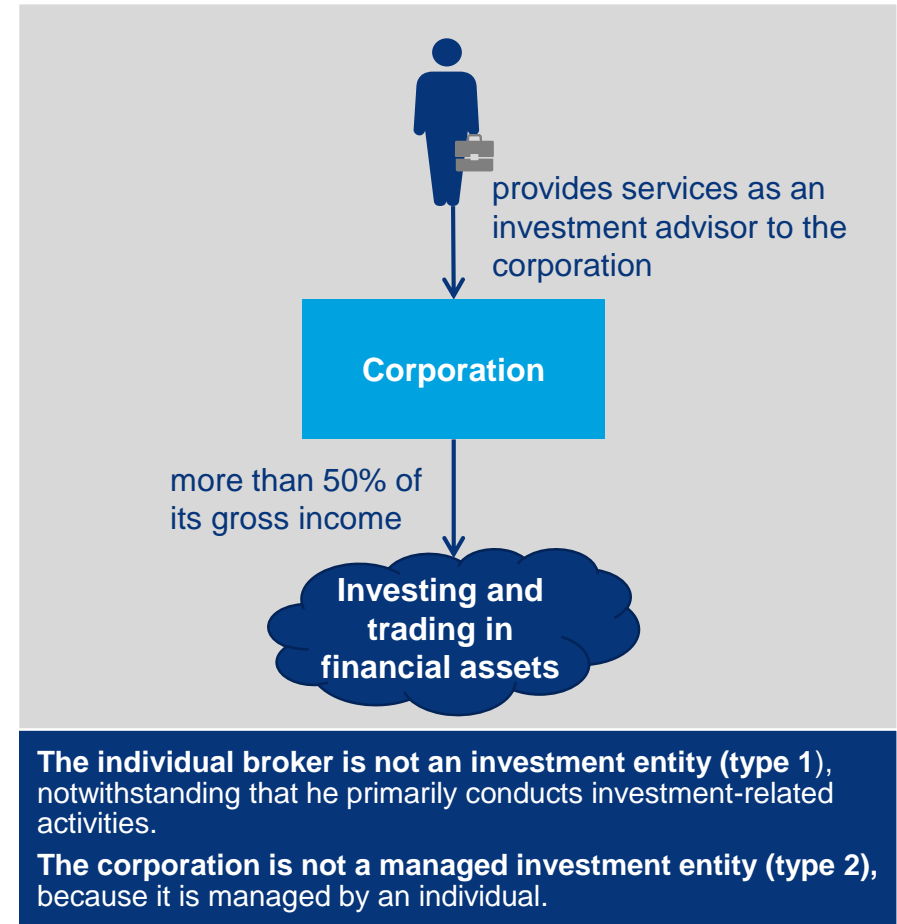 provides services as an
investment advisor to the
corporation
Corporation
more than 50% of
its gross income
Investing and
trading in
financial assets
The individual broker is not an investment entity (type 1),
notwithstanding that he primarily conducts investment-related
activities.
The corporation is not a managed investment entity (type 2),
because it is managed by an individual.